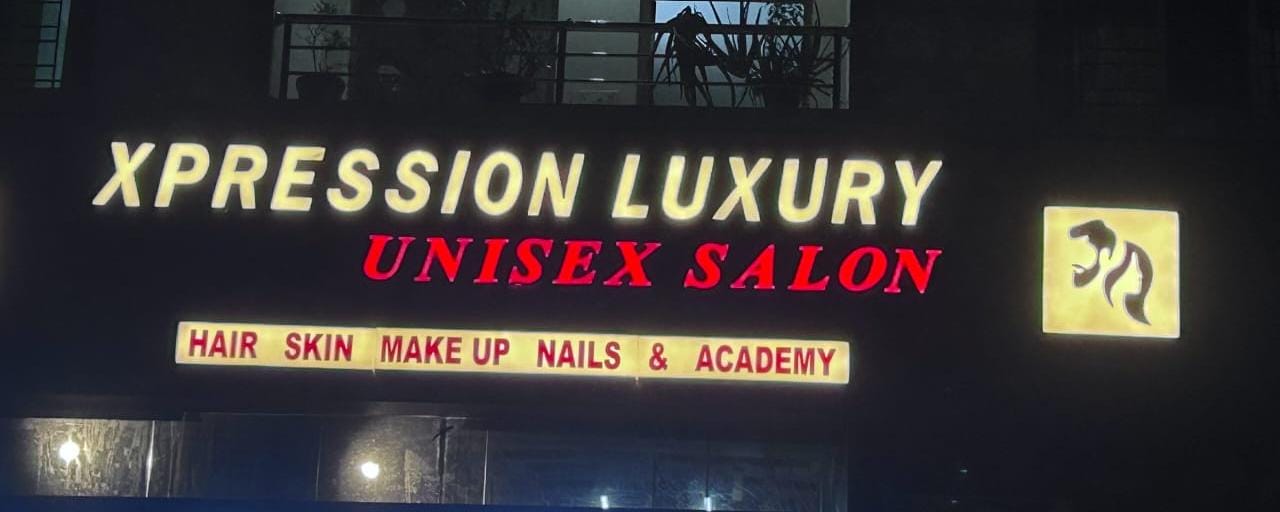 XPRESSION LUXURY
UNISEX SALON
HAIR SKIN MAKE UP NAILS & ACADEMY